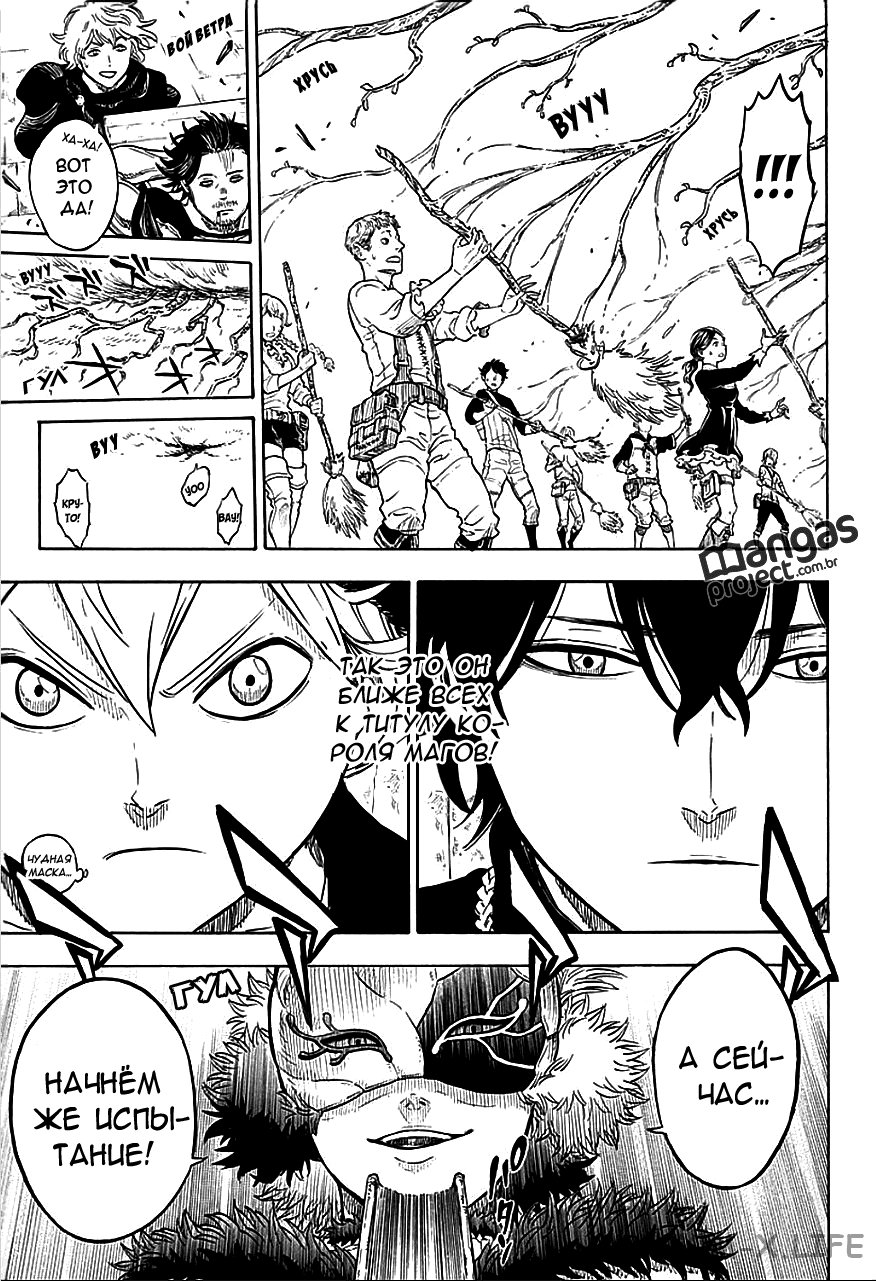 !!!
ХРУСЬ
ВУУУ
ХРУСЬ
ВОЙ ВЕТРА
ХА-ХА!
ВОТ
ЭТО
ДА!
ВУУУ
ГУЛ
ВУУ
ВАУ!
УОО
КРУ-
ТО!
mangas
project.com.br
ТАК ЭТО ОН
БЛИЖЕ ВСЕХ
К ТИТУЛУ КО-
РОЛЯ МАГОВ!
ЧУДНАЯ
МАСКА...
ГУЛ
А СЕЙ-
ЧАС...
НАЧНЁМ
ЖЕ ИСПЫ-
ТАНИЕ!
-X.LIFE